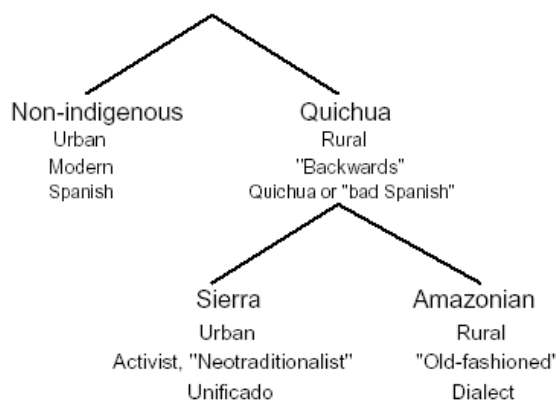 Non-indigenous Quichua
Urban Rural
Modern "Backwards"
Spanish Quichua or "bad Spanish"
Sierra Amazonian
Urban Rural
Activist, "Neotraditionalist" "Old-fashioned"
Unificado Dialect